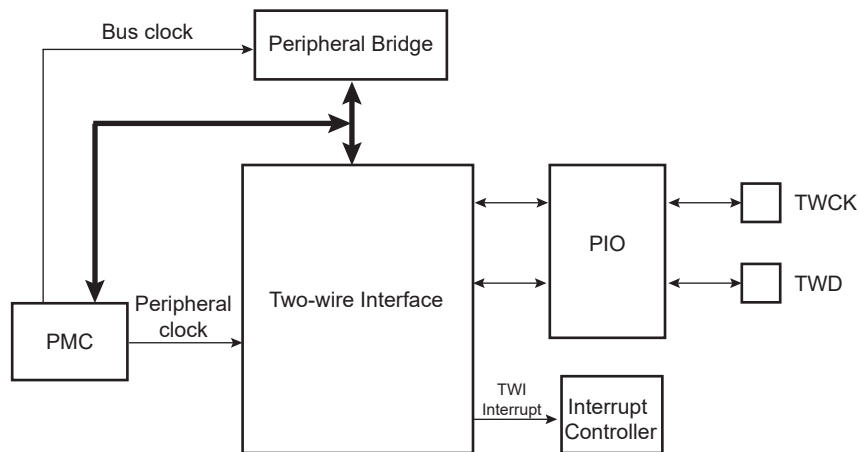 Bus clock
Peripheral Bridge
TWCK
PIO
Two-wire Interface
TWD
Peripheral
clock
PMC
TWI
Interrupt
Interrupt
Controller